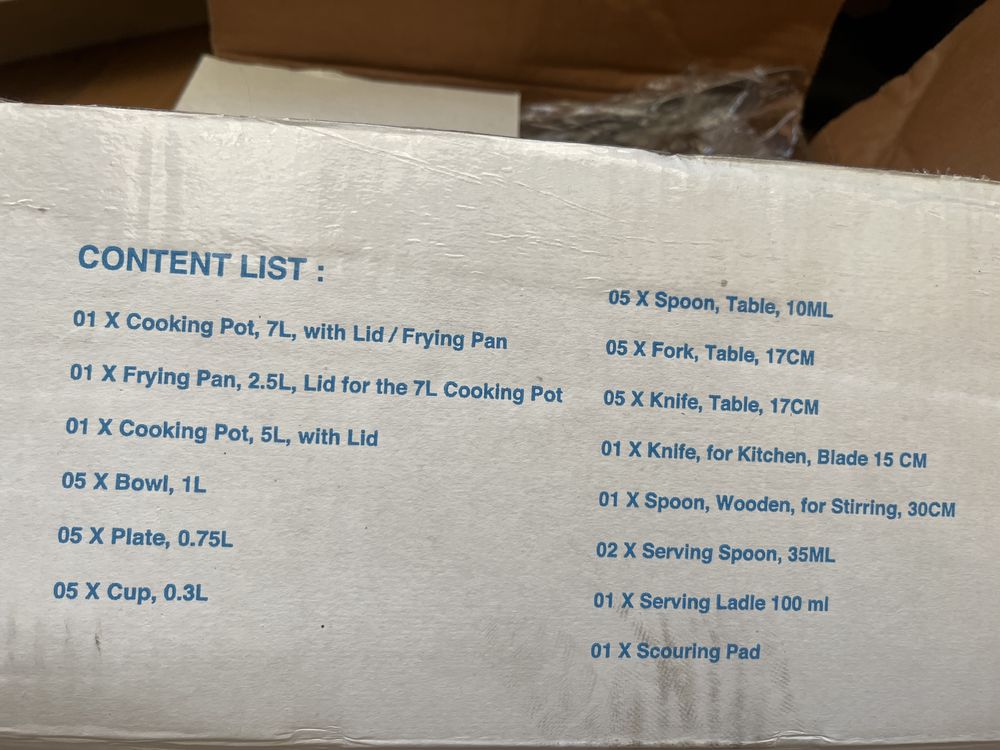 CONTENT LIST :
01 X Cooking Pot, 7L, with Lid / Frying Pan
01 X Frying Pan, 2.5L, Lid for the 7L Cooking Pot
01 X Cooking Pot, 5L, with Lid
05 X Bowl, 1L
05 X Plate, 0.75L
05 X Cup, 0.3L
05 X Spoon, Table, 10ML
05 X Fork, Table, 17CM
05 X Knife, Table, 17CM
01 X Knife, for Kitchen, Blade 15 CM
01 X Spoon, Wooden, for Stirring, 30CM
02 X Serving Spoon, 35ML
01 X Serving Ladle 100 ml
01 X Scouring Pad